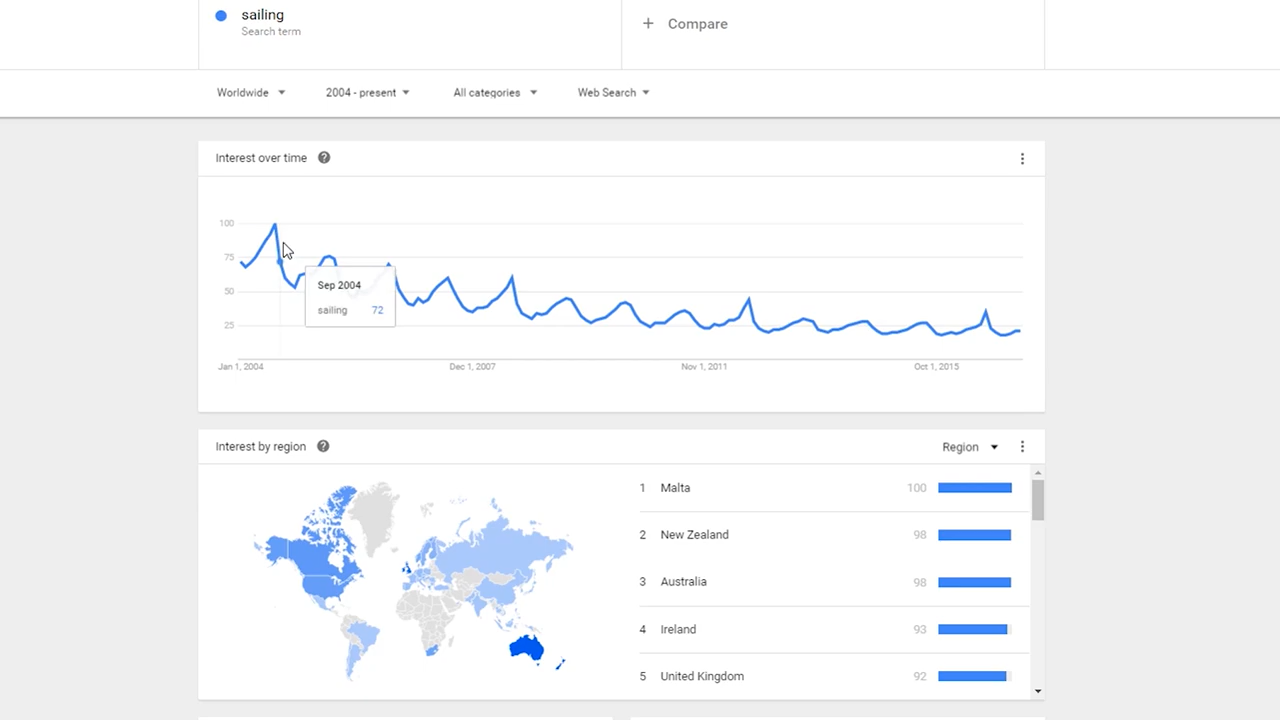 sailing
Search term
+ Compare
Worldwide
2004 - present
All categories
Web Search
Interest over time ?
100
75
50
25
Sep 2004
sailing 72
Jan 1, 2004
Dec 1, 2007
Nov 1, 2011
Oct 1, 2015
Interest by region ?
Region
1 Malta 100
2 New Zealand 98
3 Australia 98
4 Ireland 93
5 United Kingdom 92